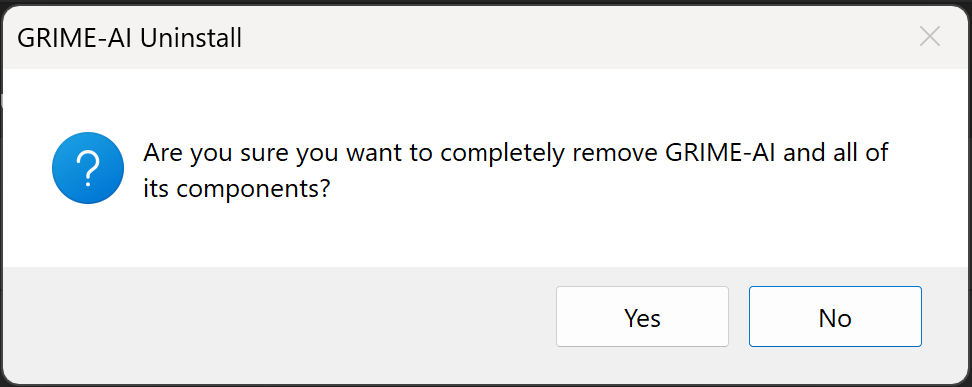 GRIME-AI Uninstall
?
Are you sure you want to completely remove GRIME-AI and all of
its components?
Yes
No